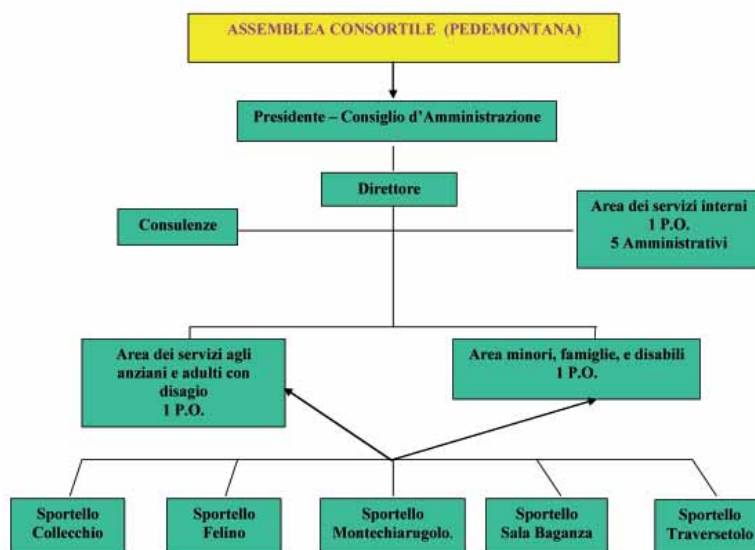 ASSEMBLEA CONSORTILE (PEDEMONTANA)
Presidente – Consiglio d'Amministrazione
Direttore
Consulenze
Area dei servizi interni
1 P.O.
5 Amministrativi
Area dei servizi agli
anziani e adulti con
disagio
1 P.O.
Area minori, famiglie, e disabili
1 P.O.
Sportello
Collecchio
Sportello
Felino
Sportello
Montechiarugolo.
Sportello
Sala Baganza
Sportello
Traversetolo